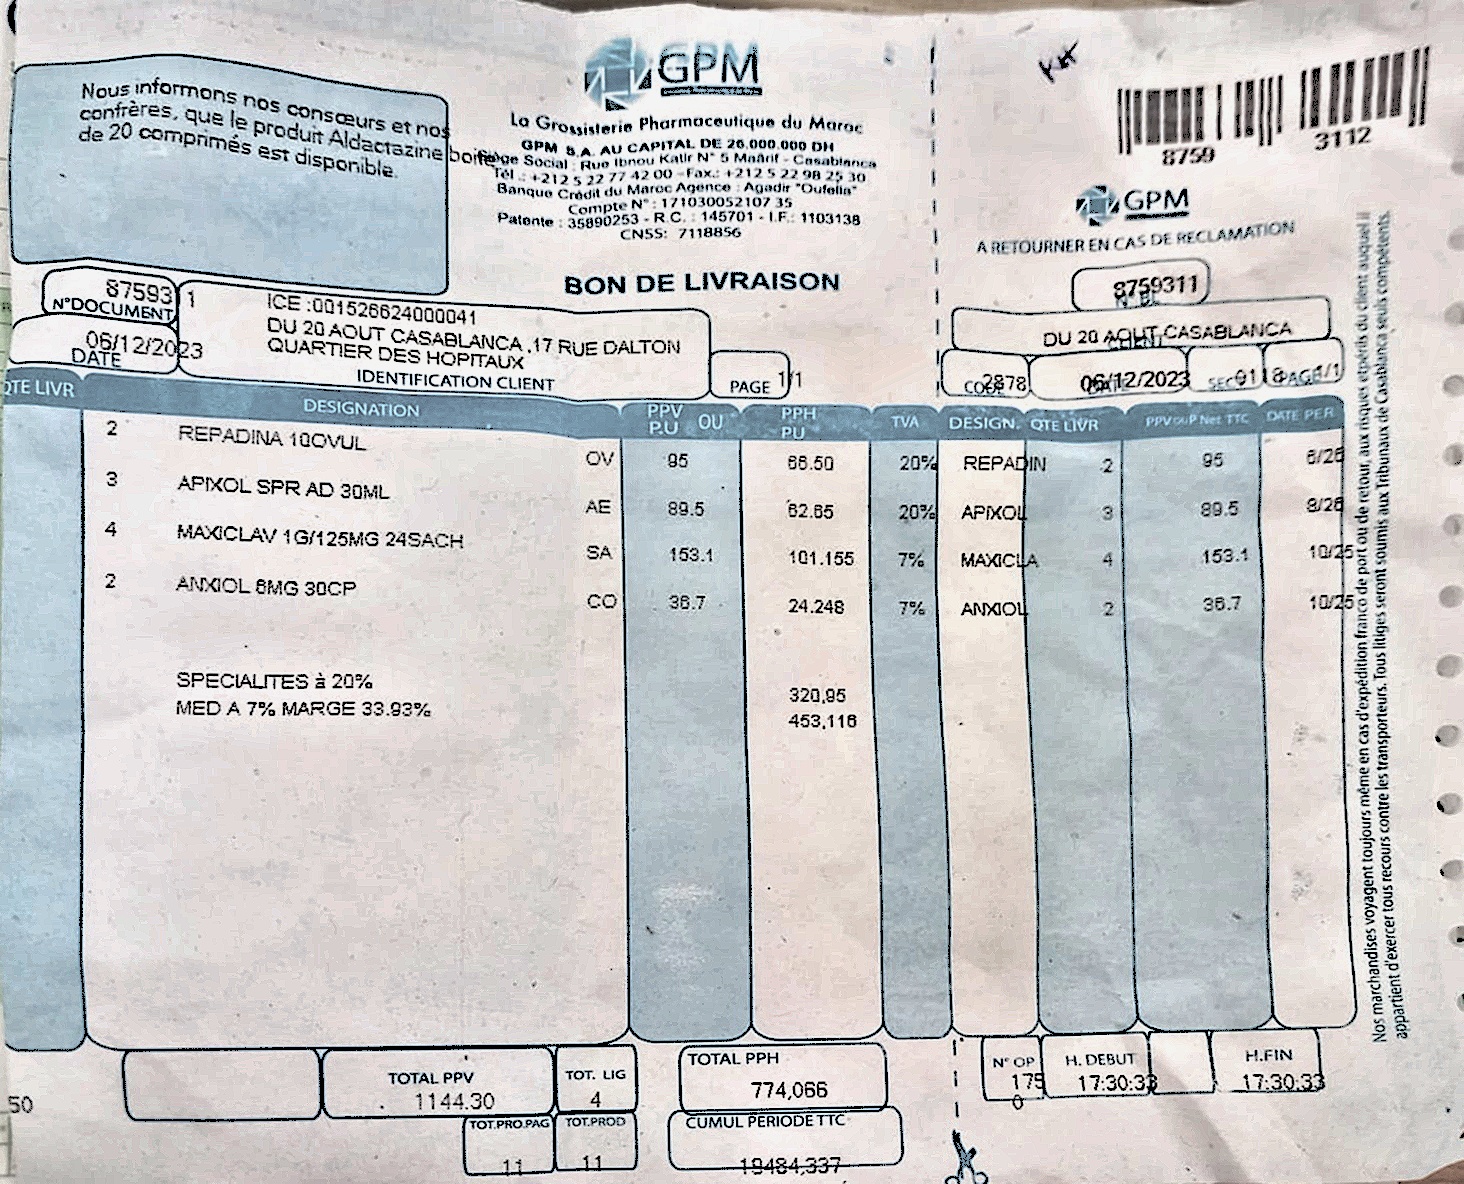 Nous informons nos consœurs et nos
confrères, que le produit Aldactazine boite
de 20 comprimés est disponible.
GPM
La Grossisterie Pharmaceutique du Maroc
GPM S.A. AU CAPITAL DE 26.000.000 DH
Siège Social : Rue Ibnou Katir N° 5 Maârif - Casablanca
Tél .: +212 5 22 77 42 00 -Fax.: +212 5 22 98 25 30
Banque Crédit du Maroc Agence : Agadir "Oufella"
Compte N° : 171030052107 35
Patente : 35890253 - R.C. : 145701 - I.F.: 1103138
CNSS: 7118856
BON DE LIVRAISON
8759 3112
GPM
A RETOURNER EN CAS DE RECLAMATION
8759311
N° BL
DU 20 AOUT CASABLANCA
CLIENT
CODE 2878 06/12/2023 SEC 0118 PAGE 1/1
8759311
N°DOCUMENT
06/12/2023
DATE
ICE :001526624000041
DU 20 AOUT CASABLANCA ,17 RUE DALTON
QUARTIER DES HOPITAUX
IDENTIFICATION CLIENT
PAGE 1/1
QTE LIVR DESIGNATION PPV OU P.U PPH PU TVA DESIGN. QTE LIVR PPV ou P Net TTC DATE PER
2 REPADINA 10OVUL OV 95 66.50 20% REPADIN 2 95 6/26
3 APIXOL SPR AD 30ML AE 89.5 62.65 20% APIXOL 3 89.5 8/26
4 MAXICLAV 1G/125MG 24SACH SA 153.1 101.155 7% MAXICLA 4 153.1 10/25
2 ANXIOL 6MG 30CP CO 36.7 24.248 7% ANXIOL 2 36.7 10/25
SPECIALITES à 20% 320,95
MED A 7% MARGE 33.93% 453,116
TOTAL PPV
1144.30
TOT. LIG
4
TOTAL PPH
774,066
N° OP
1750
H. DEBUT
17:30:33
H.FIN
17:30:33
50
TOT.PRO.PAG
11
TOT.PROD
11
CUMUL PERIODE TTC
19484,337
Nos marchandises voyagent toujours même en cas d'expédition franco de port ou de retour, aux risques et périls du client auquel il
appartient d'exercer tous recours contre les transporteurs. Tous litiges seront soumis aux Tribunaux de Casablanca seuls compétents.